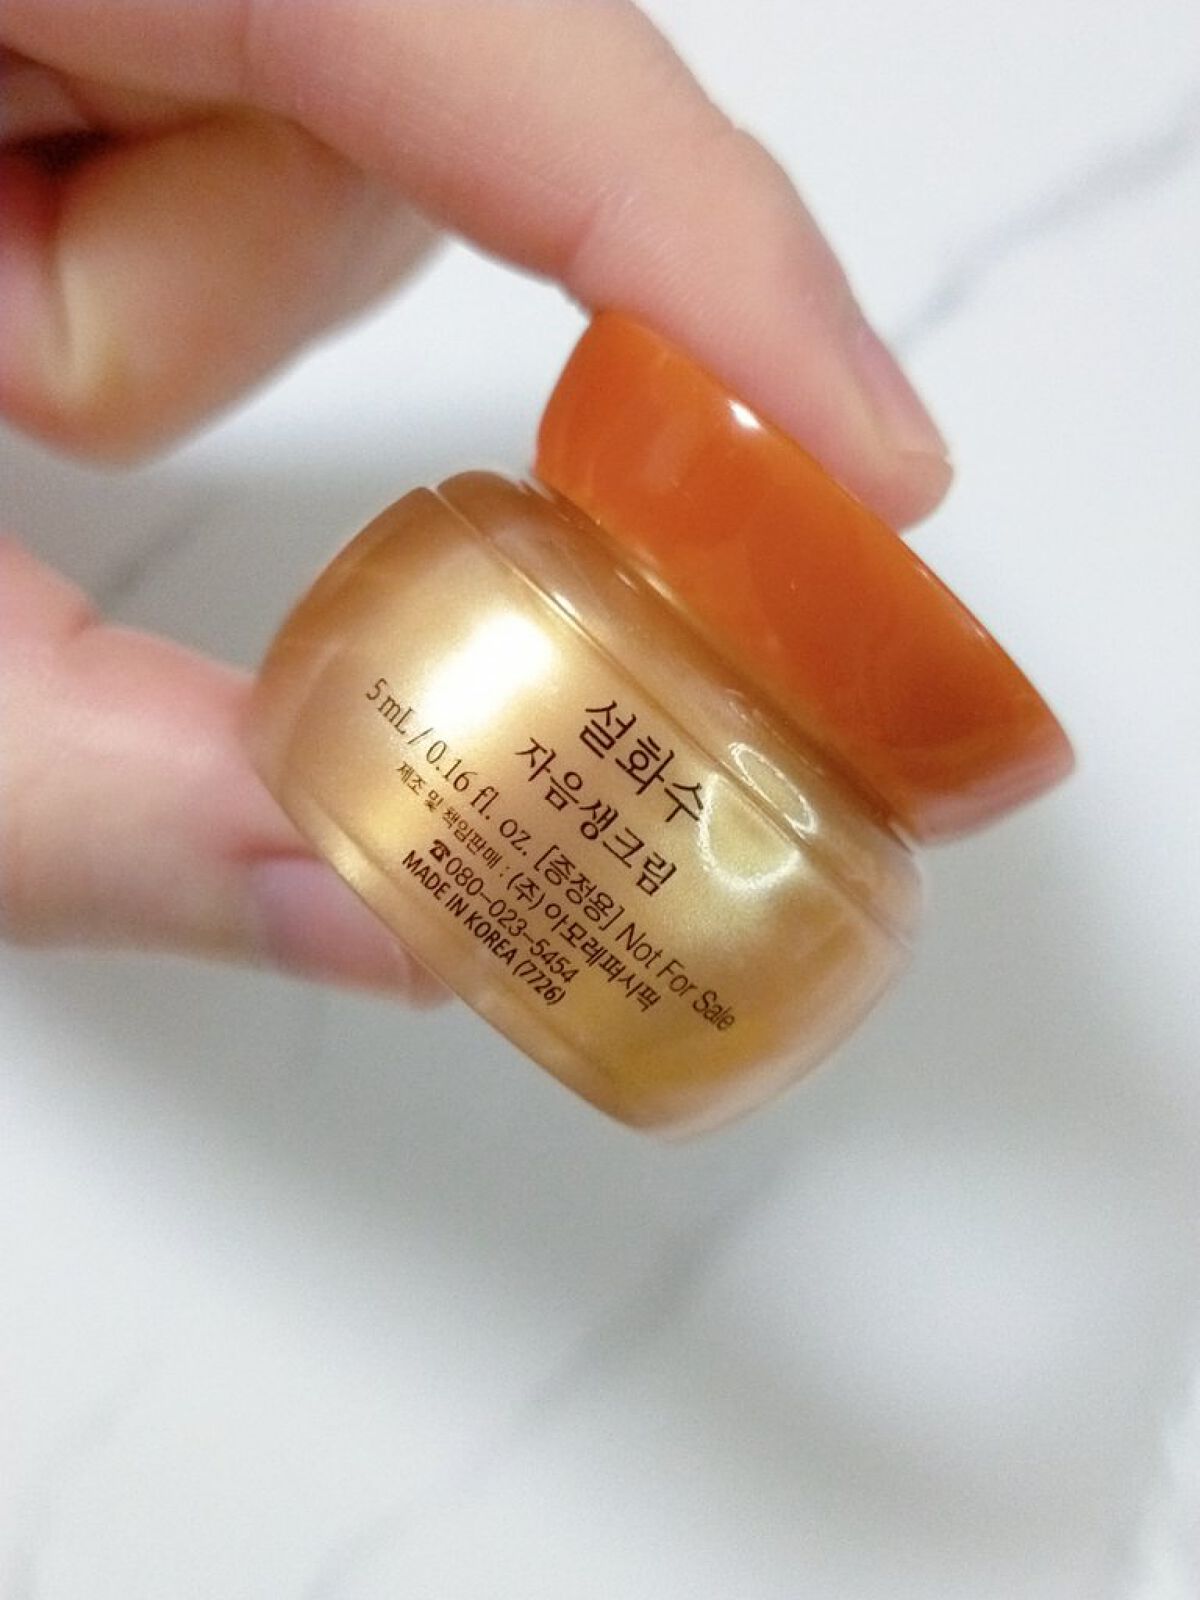 설화수
자음생크림
5 mL / 0.16 fl. oz. [증정용] Not For Sale
제조 및 책임판매 : (주)아모레퍼시픽
☎080-023-5454
MADE IN KOREA (7726)